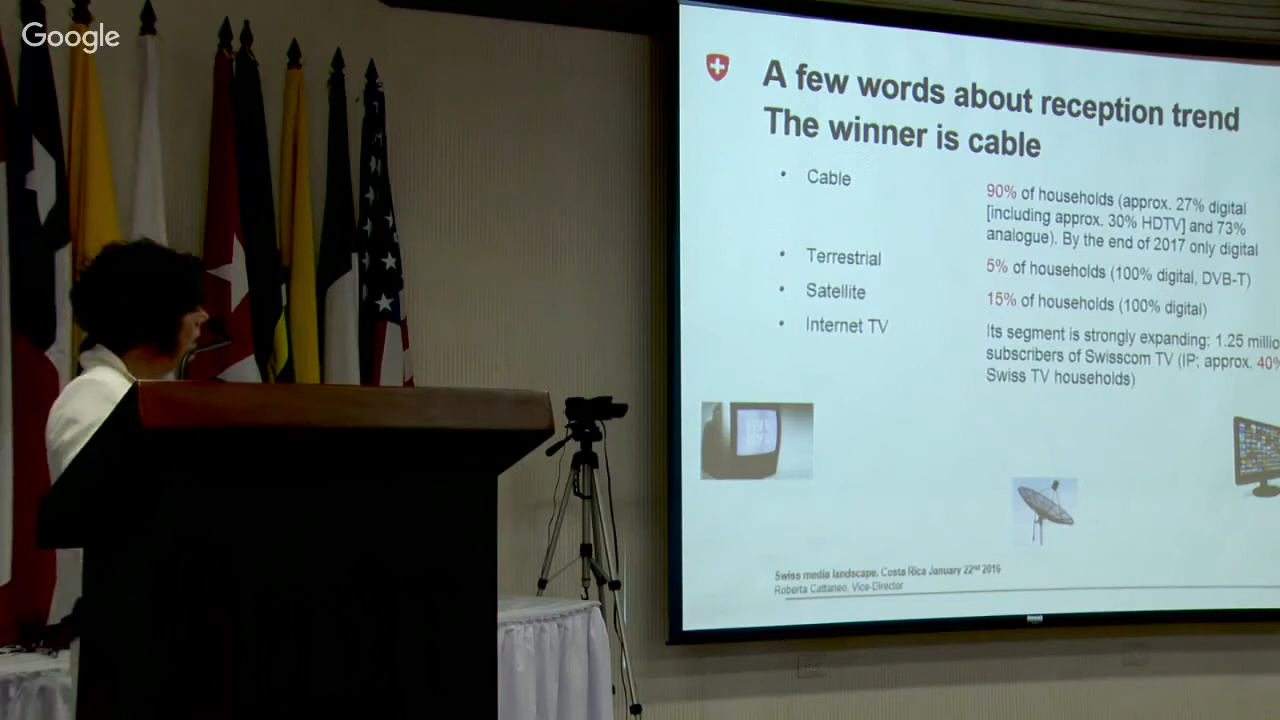 Google
A few words about reception trend
The winner is cable
• Cable
90% of households (approx. 27% digital
[including approx. 30% HDTV] and 73%
analogue). By the end of 2017 only digital
• Terrestrial
5% of households (100% digital, DVB-T)
• Satellite
15% of households (100% digital)
• Internet TV
Its segment is strongly expanding: 1.25 millio
subscribers of Swisscom TV (IP; approx. 40%
Swiss TV households)
Swiss media landscape, Costa Rica January 22nd 2016
Roberta Cattaneo, Vice-Director